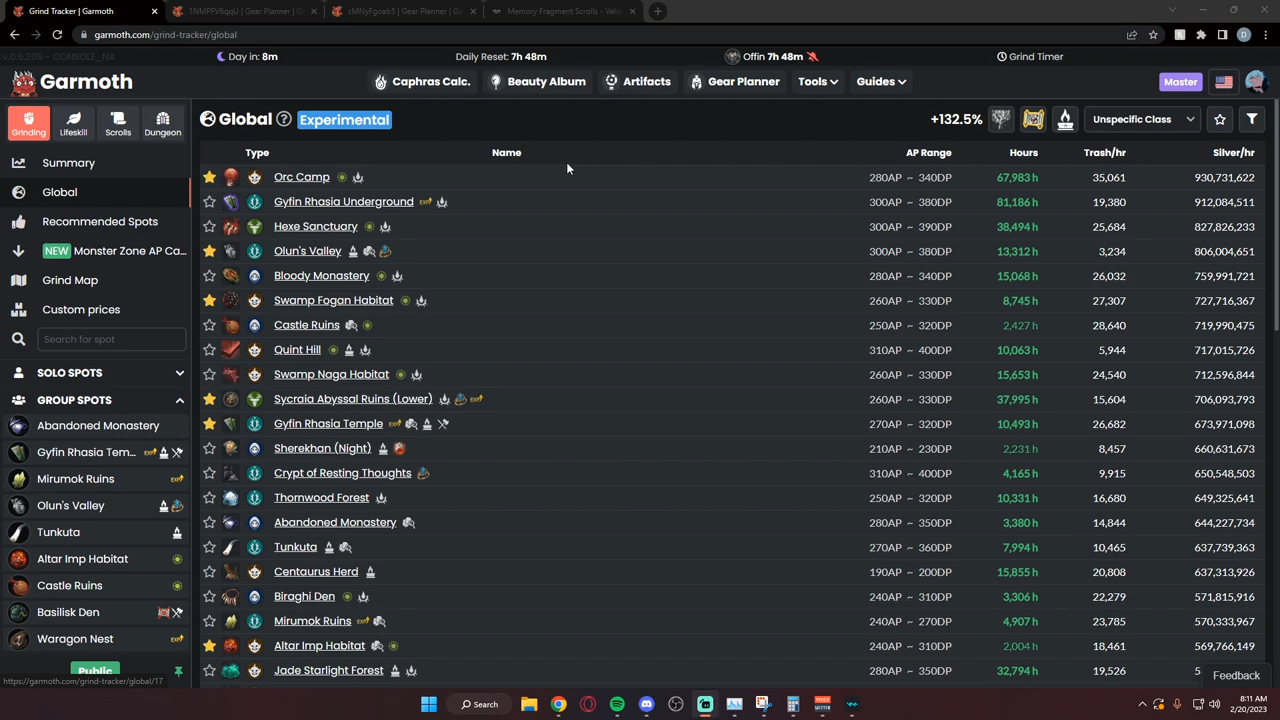 Grind Tracker | Garmoth
1NMPFV6qqU | Gear Planner | G
cMNyFgoab5 | Gear Planner | G
Memory Fragment Scrolls - Velia
garmoth.com/grind-tracker/global
v.0.6.209 - CONSOLE_NA
Day in: 8m
Daily Reset: 7h 48m
Offin 7h 48m
Grind Timer
Garmoth
Caphras Calc.
Beauty Album
Artifacts
Gear Planner
Tools
Guides
Master
Grinding
Lifeskill
Scrolls
Dungeon
Summary
Global
Recommended Spots
NEW Monster Zone AP Ca...
Grind Map
Custom prices
Search for spot
SOLO SPOTS
GROUP SPOTS
Abandoned Monastery
Gyfin Rhasia Tem...
Mirumok Ruins
Olun's Valley
Tunkuta
Altar Imp Habitat
Castle Ruins
Basilisk Den
Waragon Nest
Public
Global Experimental
+132.5%
Unspecific Class
Type Name AP Range Hours Trash/hr Silver/hr
Orc Camp 280AP ~ 340DP 67,983 h 35,061 930,731,622
Gyfin Rhasia Underground 300AP ~ 380DP 81,186 h 19,380 912,084,511
Hexe Sanctuary 300AP ~ 390DP 38,494 h 25,684 827,826,233
Olun's Valley 300AP ~ 380DP 13,312 h 3,234 806,004,651
Bloody Monastery 280AP ~ 340DP 15,068 h 26,032 759,991,721
Swamp Fogan Habitat 260AP ~ 330DP 8,745 h 27,307 727,716,367
Castle Ruins 250AP ~ 320DP 2,427 h 28,640 719,990,475
Quint Hill 310AP ~ 400DP 10,063 h 5,944 717,015,726
Swamp Naga Habitat 260AP ~ 330DP 15,653 h 24,540 712,596,844
Sycraia Abyssal Ruins (Lower) 260AP ~ 330DP 37,995 h 15,604 706,093,793
Gyfin Rhasia Temple 270AP ~ 320DP 10,493 h 26,682 673,971,098
Sherekhan (Night) 210AP ~ 230DP 2,231 h 8,457 660,631,673
Crypt of Resting Thoughts 310AP ~ 400DP 4,165 h 9,915 650,548,503
Thornwood Forest 250AP ~ 320DP 10,331 h 16,680 649,325,641
Abandoned Monastery 280AP ~ 350DP 3,380 h 14,844 644,227,734
Tunkuta 270AP ~ 360DP 7,994 h 10,465 637,739,363
Centaurus Herd 190AP ~ 200DP 15,855 h 20,808 637,313,926
Biraghi Den 240AP ~ 310DP 3,306 h 22,279 571,815,916
Mirumok Ruins 240AP ~ 270DP 4,907 h 23,785 570,333,967
Altar Imp Habitat 240AP ~ 310DP 2,004 h 18,461 569,766,149
Jade Starlight Forest 280AP ~ 350DP 32,794 h 19,526 5
Feedback
https://garmoth.com/grind-tracker/global/17
Search
8:11 AM
2/20/2023